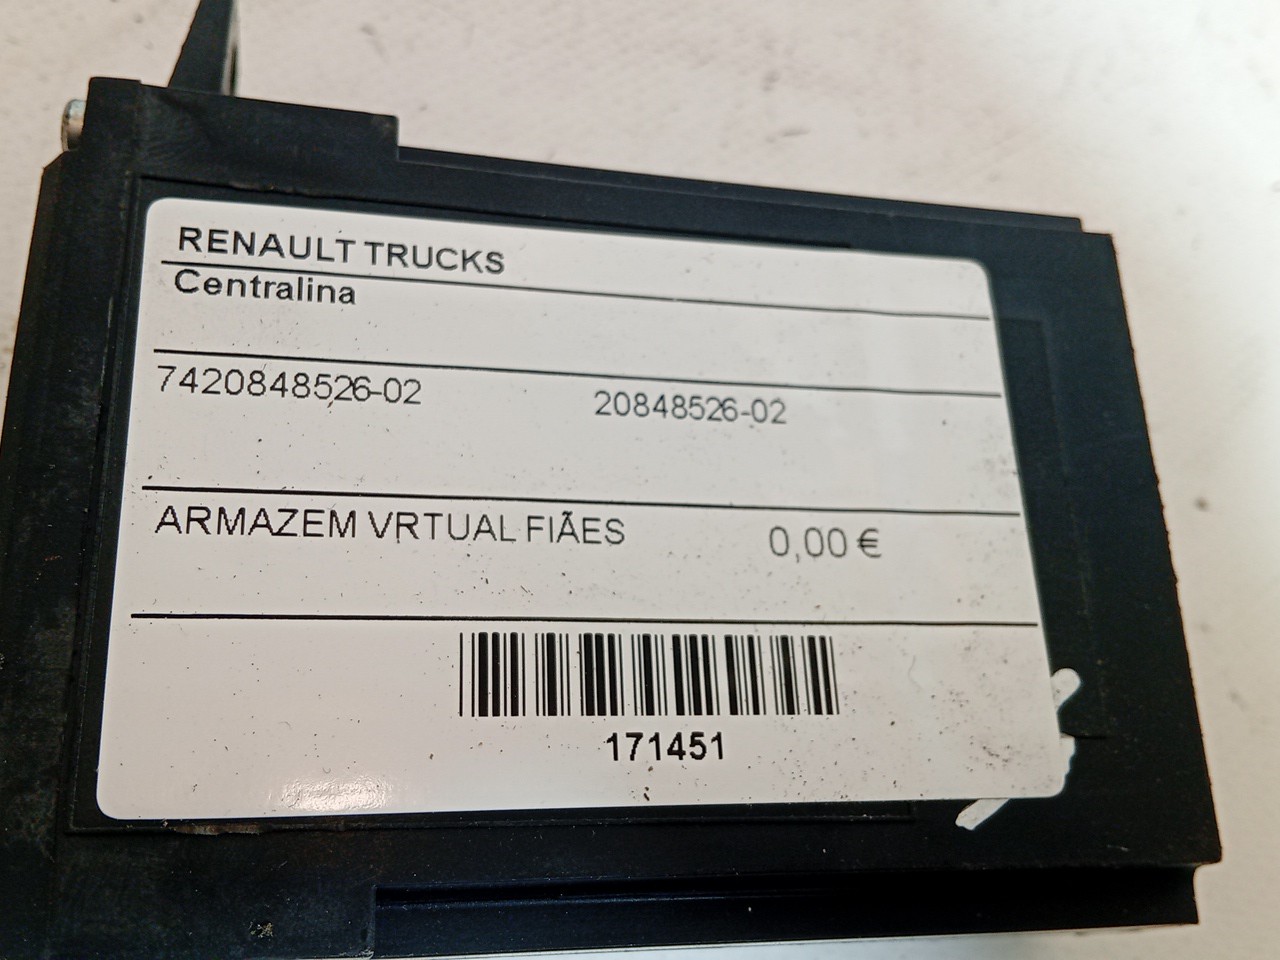 RENAULT TRUCKS
Centralina
7420848526-02 20848526-02
ARMAZEM VRTUAL FIÃES 0,00 €
171451